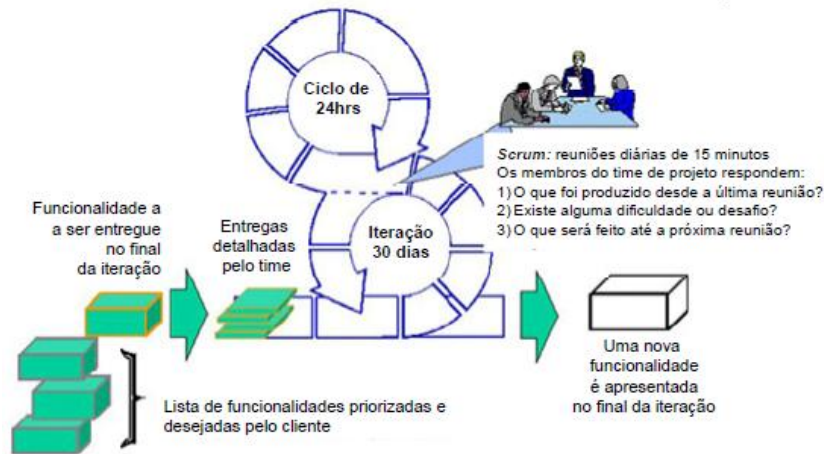 Ciclo de
24hrs
Scrum: reuniões diárias de 15 minutos
Os membros do time de projeto respondem:
1) O que foi produzido desde a última reunião?
2) Existe alguma dificuldade ou desafio?
3) O que será feito até a próxima reunião?
Funcionalidade a
a ser entregue
no final
da iteração
Entregas
detalhadas
pelo time
Iteração
30 dias
Uma nova
funcionalidade
é apresentada
no final da iteração
Lista de funcionalidades priorizadas e
desejadas pelo cliente